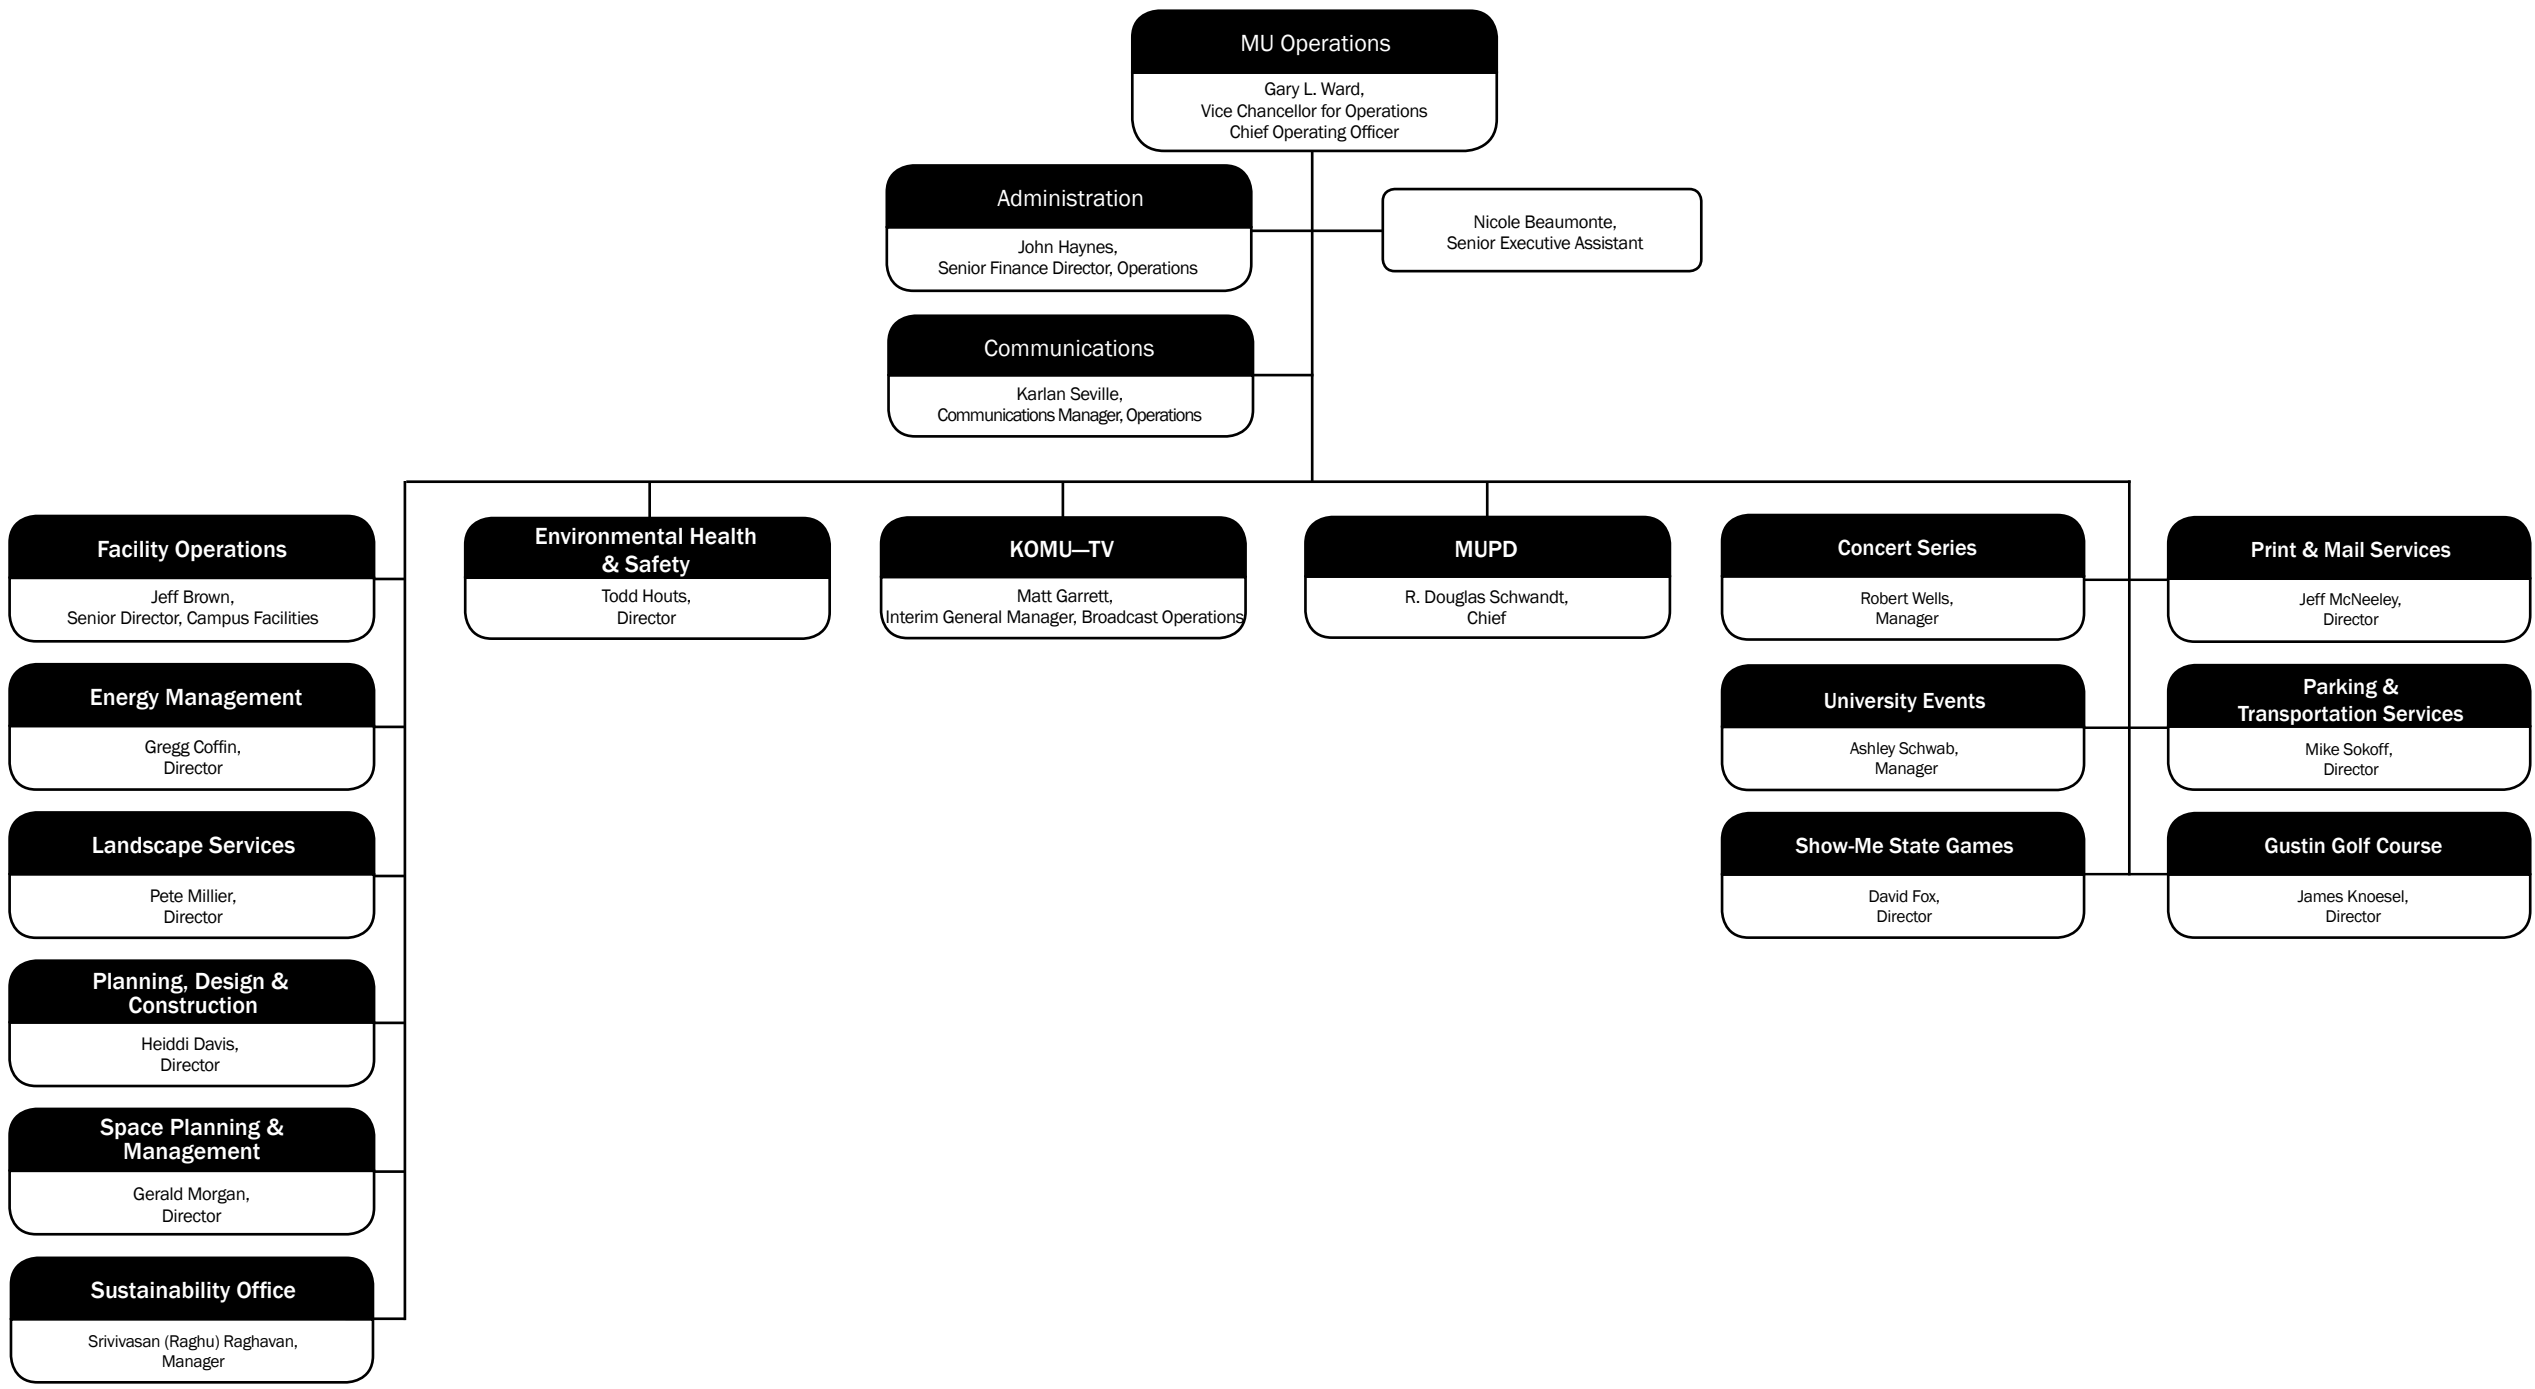 MU Operations
Gary L. Ward,
Vice Chancellor for Operations
Chief Operating Officer
Administration
John Haynes,
Senior Finance Director, Operations
Nicole Beaumonte,
Senior Executive Assistant
Communications
Karlan Seville,
Communications Manager, Operations
Facility Operations
Jeff Brown,
Senior Director, Campus Facilities
Energy Management
Gregg Coffin,
Director
Landscape Services
Pete Millier,
Director
Planning, Design &
Construction
Heiddi Davis,
Director
Space Planning &
Management
Gerald Morgan,
Director
Sustainability Office
Srivivasan (Raghu) Raghavan,
Manager
Environmental Health
& Safety
Todd Houts,
Director
KOMU—TV
Matt Garrett,
Interim General Manager, Broadcast Operations
MUPD
R. Douglas Schwandt,
Chief
Concert Series
Robert Wells,
Manager
University Events
Ashley Schwab,
Manager
Show-Me State Games
David Fox,
Director
Print & Mail Services
Jeff McNeeley,
Director
Parking &
Transportation Services
Mike Sokoff,
Director
Gustin Golf Course
James Knoesel,
Director